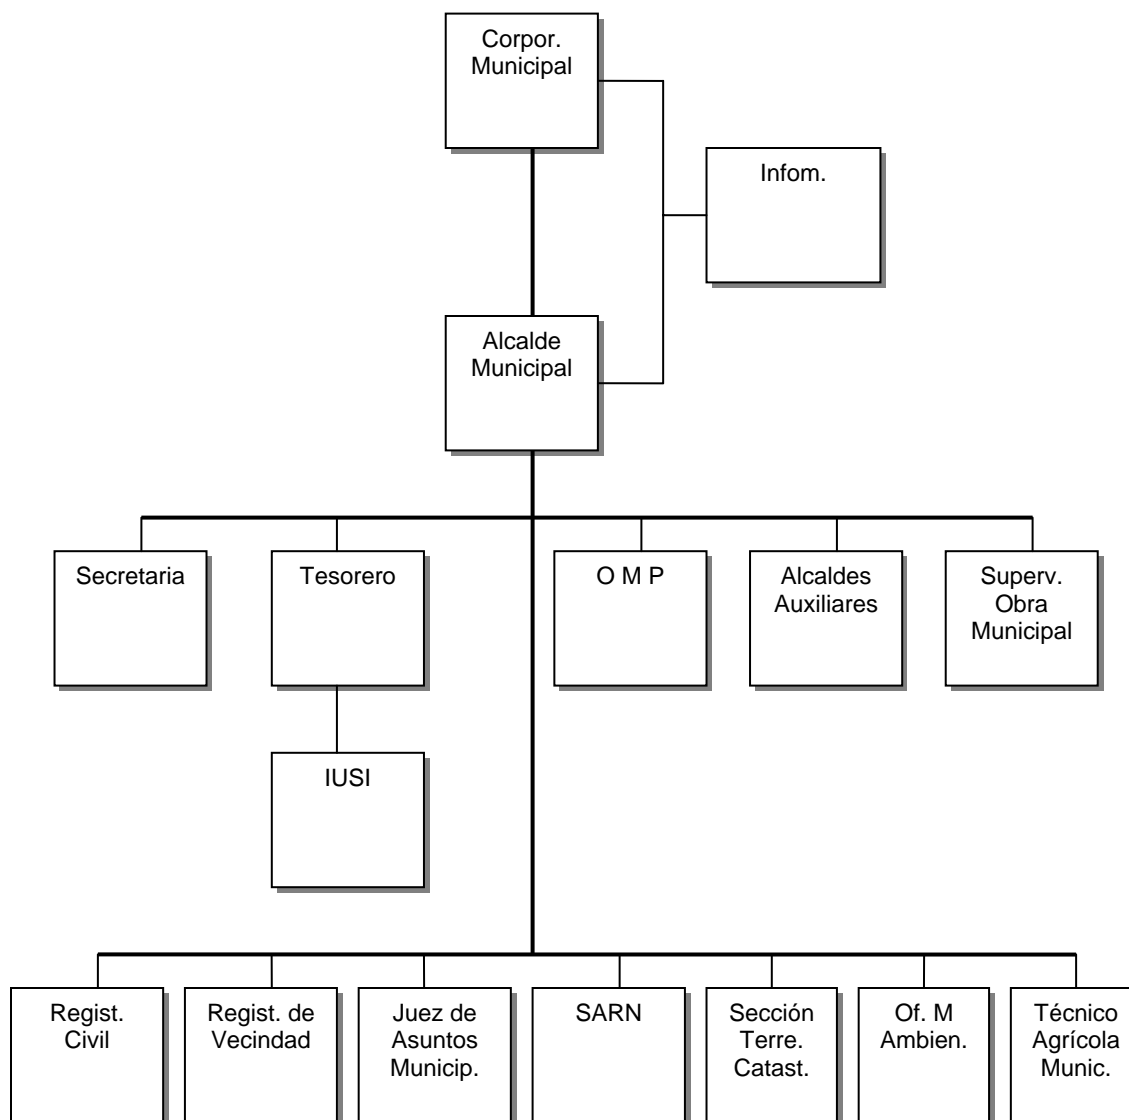 Corpor.
Municipal
Infom.
Alcalde
Municipal
Secretaria
Tesorero
O M P
Alcaldes
Auxiliares
Superv.
Obra
Municipal
IUSI
Regist.
Civil
Regist. de
Vecindad
Juez de
Asuntos
Municip.
SARN
Sección
Terre.
Catast.
Of. M
Ambien.
Técnico
Agrícola
Munic.